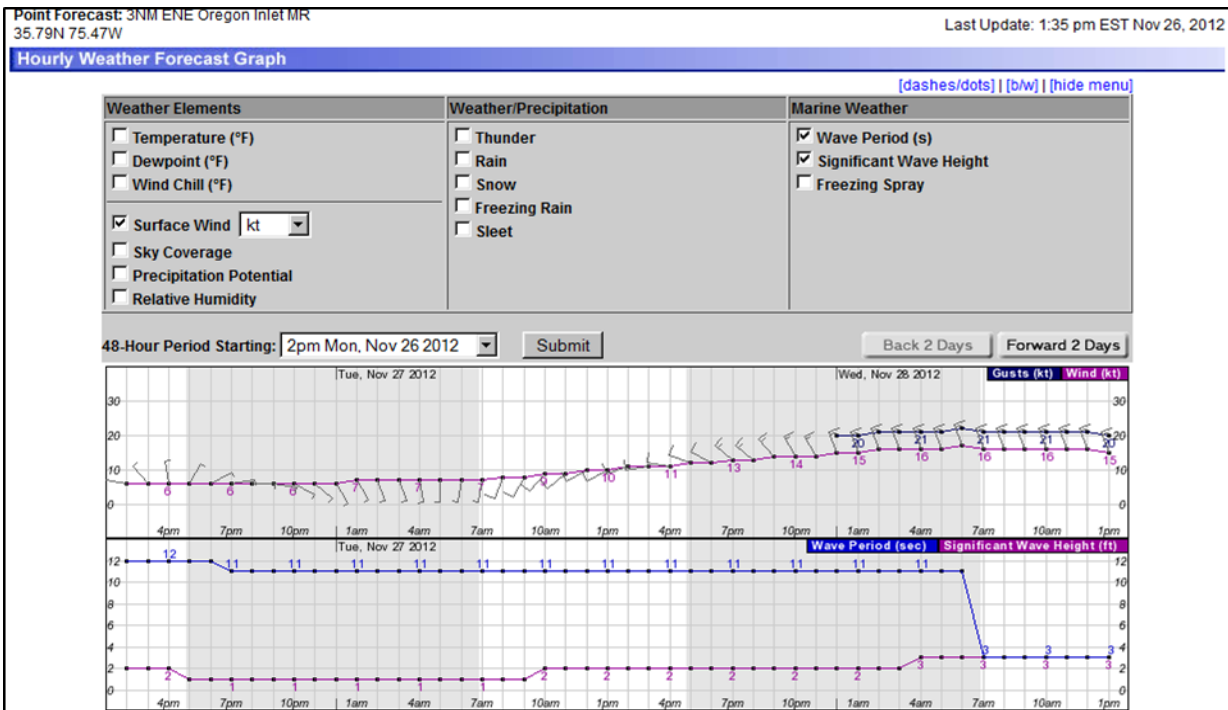 Point Forecast: 3NM ENE Oregon Inlet MR
35.79N 75.47W
Last Update: 1:35 pm EST Nov 26, 2012
Hourly Weather Forecast Graph
[dashes/dots] | [b/w] | [hide menu]
Weather Elements
Temperature (°F)
Dewpoint (°F)
Wind Chill (°F)
Surface Wind kt
Sky Coverage
Precipitation Potential
Relative Humidity
Weather/Precipitation
Thunder
Rain
Snow
Freezing Rain
Sleet
Marine Weather
Wave Period (s)
Significant Wave Height
Freezing Spray
48-Hour Period Starting: 2pm Mon, Nov 26 2012 Submit Back 2 Days Forward 2 Days
Tue, Nov 27 2012 Wed, Nov 28 2012 Gusts (kt) Wind (kt)
30 30
20 20 21 21 21 20 20
10 13 14 15 16 16 16 15 10
6 6 6 7 7 7 9 10 11
0 0
4pm 7pm 10pm 1am 4am 7am 10am 1pm 4pm 7pm 10pm 1am 4am 7am 10am 1pm
Tue, Nov 27 2012 Wave Period (sec) Significant Wave Height (ft)
12 12 11 11 11 11 11 11 11 11 11 11 11 11 12
10 10
8 8
6 6
4 3 3 3 4
2 2 1 1 1 1 1 2 2 2 2 2 2 3 3 3 3 2
0 0
4pm 7pm 10pm 1am 4am 7am 10am 1pm 4pm 7pm 10pm 1am 4am 7am 10am 1pm